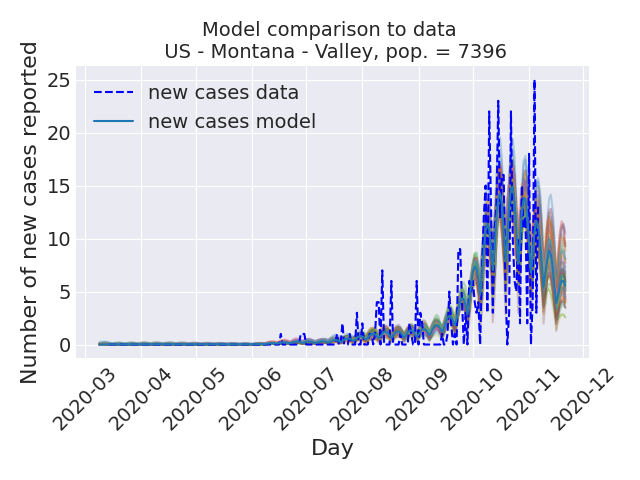 Model comparison to data
US - Montana - Valley, pop. = 7396
Number of new cases reported
25
20
15
10
5
0
new cases data
new cases model
2020-03
2020-04
2020-05
2020-06
2020-07
2020-08
2020-09
2020-10
2020-11
2020-12
Day